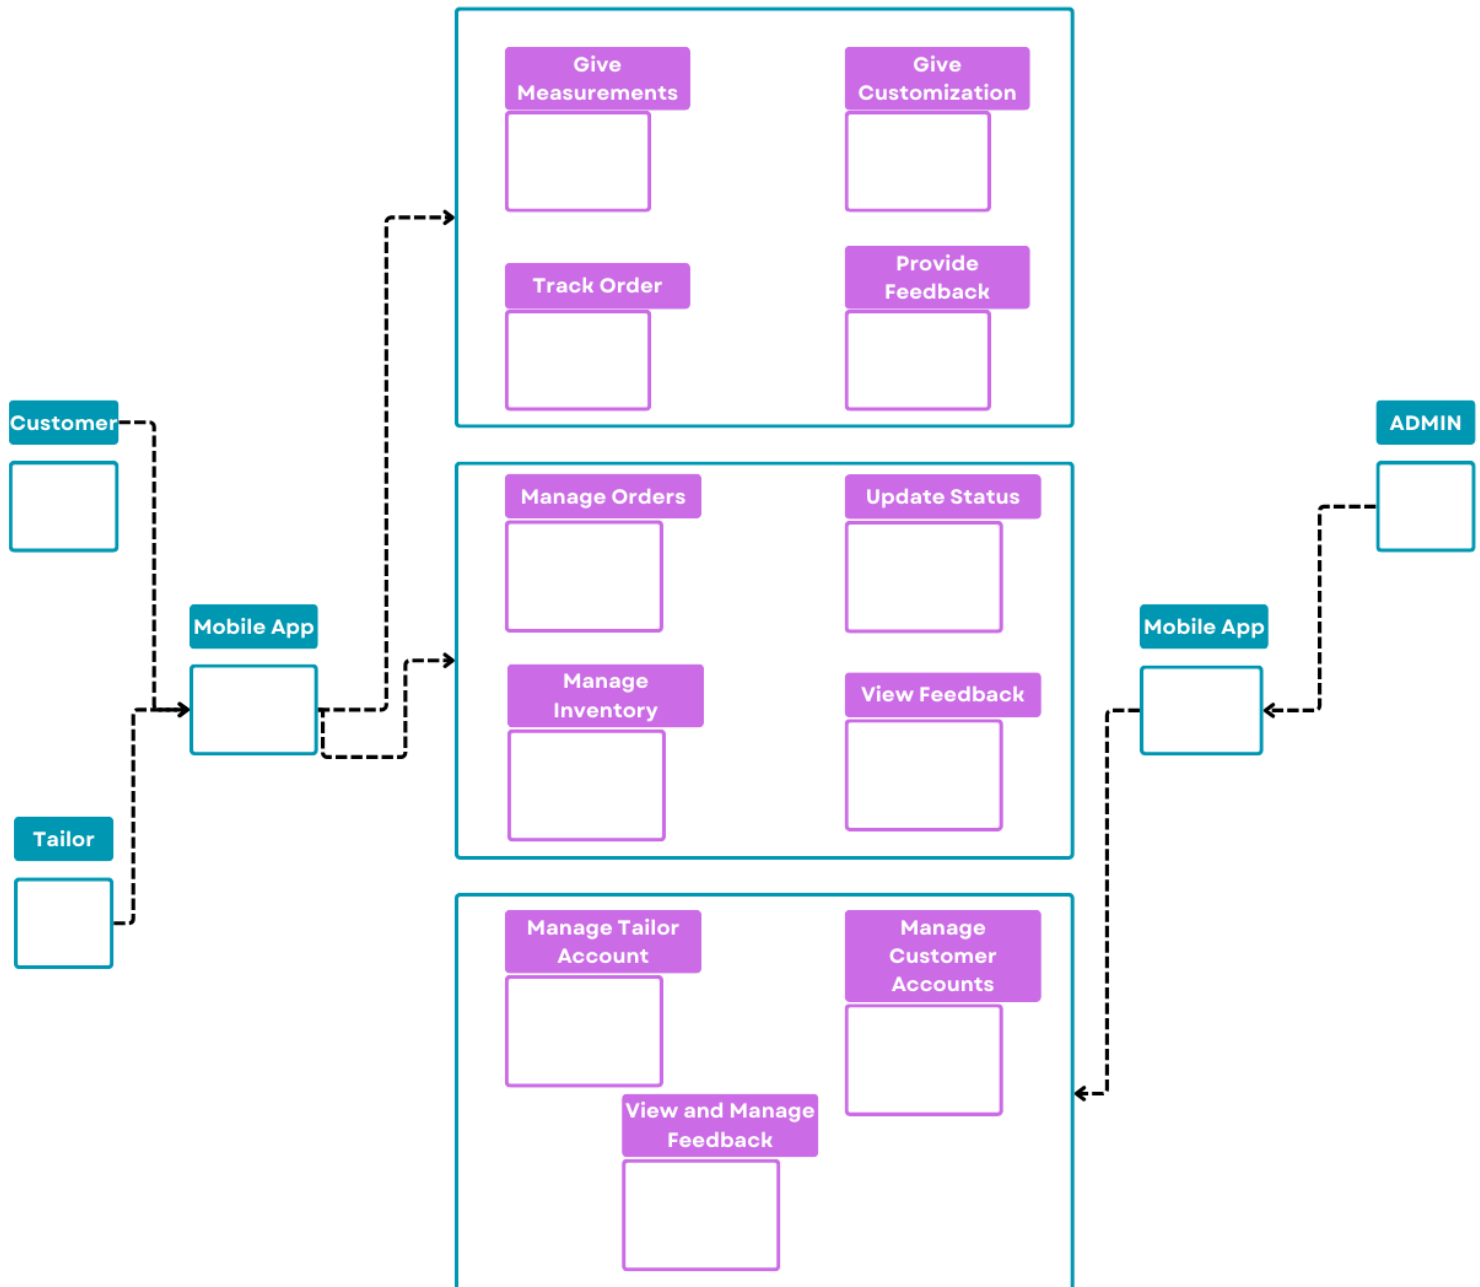 Give
Measurements
Give
Customization
Track Order
Provide
Feedback
Customer
ADMIN
Manage Orders
Update Status
Mobile App
Mobile App
Manage
Inventory
View Feedback
Tailor
Manage Tailor
Account
Manage
Customer
Accounts
View and Manage
Feedback